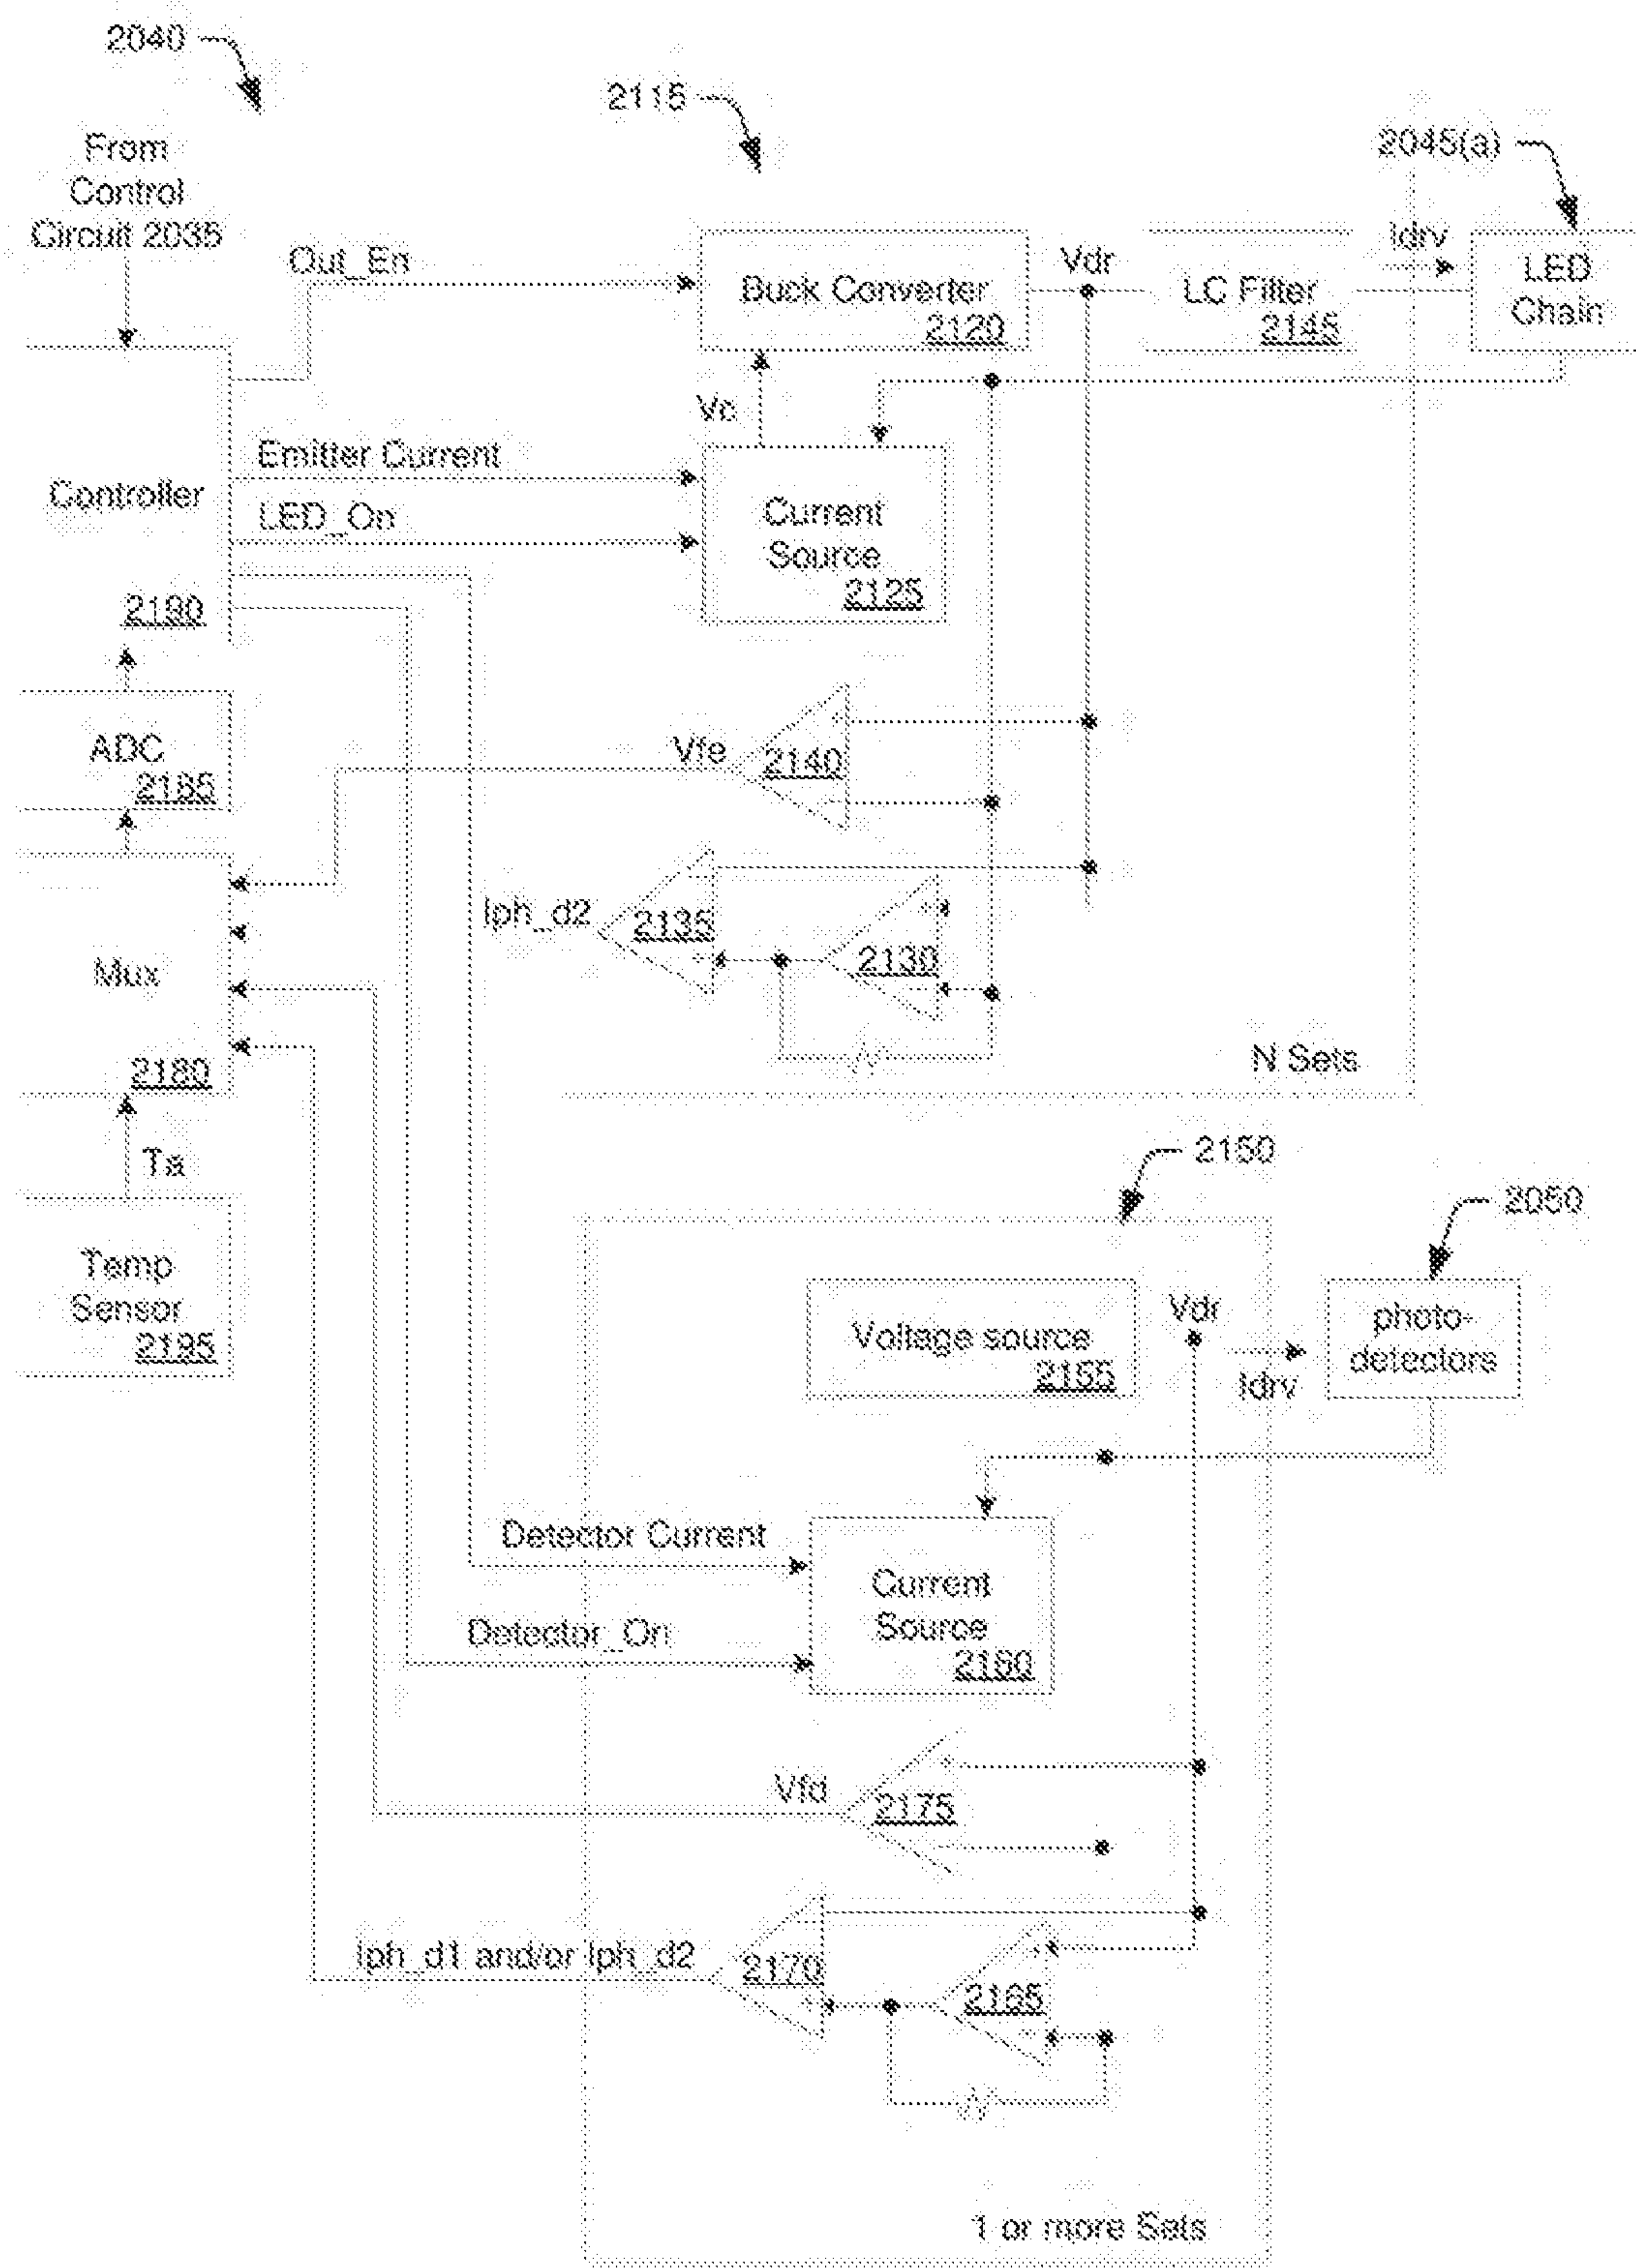 2040
2115
2045(a)
From
Control
Circuit 2035
Out_En
Buck Converter
2120
Vdr
LC Filter
2145
Idrv
LED
Chain
Vc
Emitter Current
LED_On
Controller
2190
Current
Source
2125
ADC
2185
Vfe
2140
Iph_d2
2135
2130
Mux
2180
N Sets
Ta
2150
2050
Temp
Sensor
2195
Voltage source
2155
Vdr
Idrv
photo-
detectors
Detector Current
Current
Source
2160
Detector_On
Vfd
2175
Iph_d1 and/or Iph_d2
2170
2165
1 or more Sets